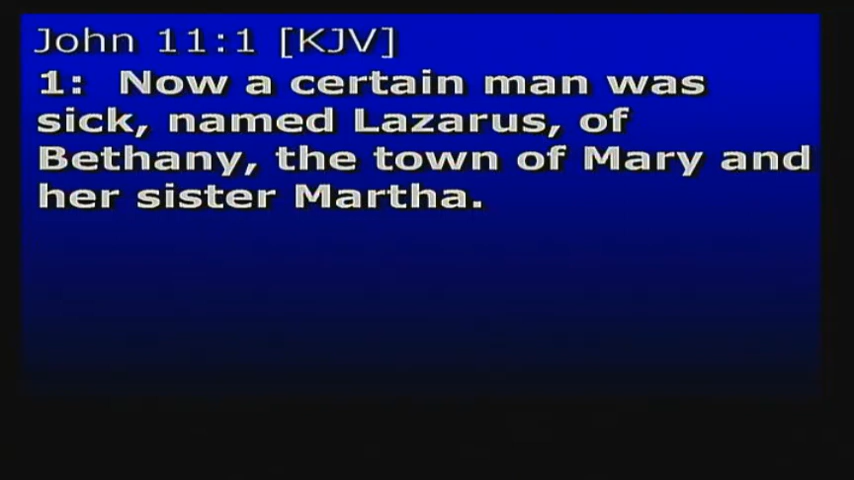 John 11:1 [KJV]
1: Now a certain man was
sick, named Lazarus, of
Bethany, the town of Mary and
her sister Martha.